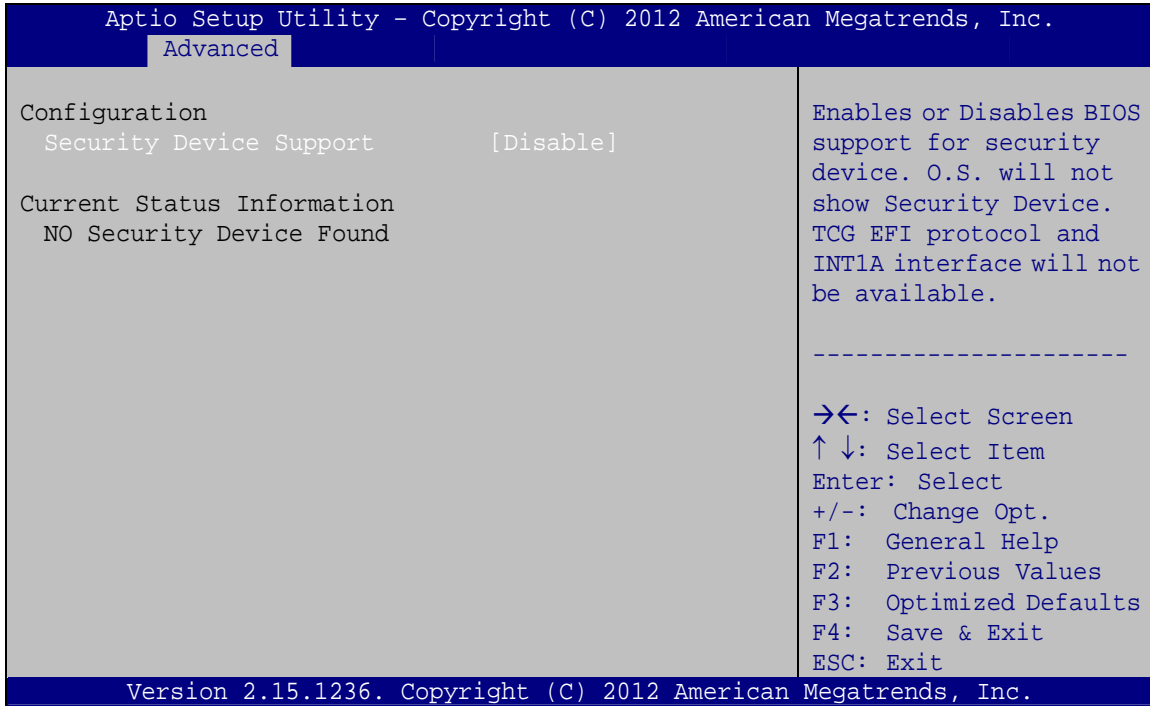 Aptio Setup Utility – Copyright (C) 2012 American Megatrends, Inc.
Advanced
Configuration
Security Device Support [Disable]
Current Status Information
NO Security Device Found
Enables or Disables BIOS
support for security
device. O.S. will not
show Security Device.
TCG EFI protocol and
INT1A interface will not
be available.
----------------------
→←: Select Screen
↑ ↓: Select Item
Enter: Select
+/-: Change Opt.
F1: General Help
F2: Previous Values
F3: Optimized Defaults
F4: Save & Exit
ESC: Exit
Version 2.15.1236. Copyright (C) 2012 American Megatrends, Inc.